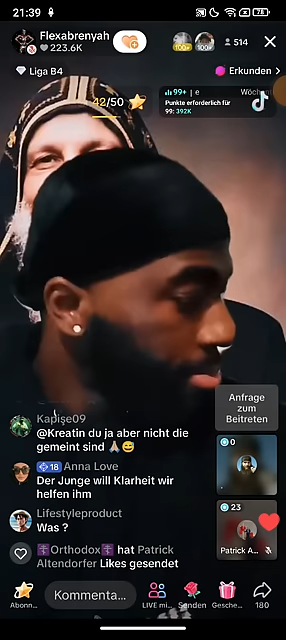 21:39
78
Flexabrenyah
223.6K
100+
100+
514
Liga B4
Erkunden
42/50
99+ | e
Wöchen
Punkte erforderlich für
99: 392K
Anfrage
zum
Beitreten
0
23
Patrick A...
Kapişe09
@Kreatin du ja aber nicht die
gemeint sind 🙏🏼😅
18 Anna Love
Der Junge will Klarheit wir
helfen ihm
Lifestyleproduct
Was ?
☦️Orthodox☦️ hat Patrick
Altendorfer Likes gesendet
Abonn...
Kommenta...
LIVE mi...
Senden
Gesche...
180